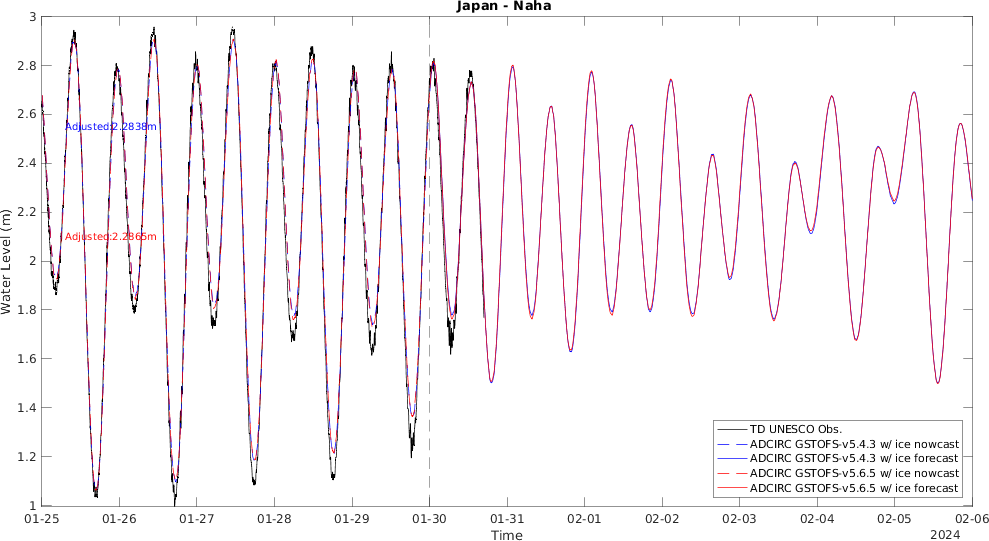 Japan - Naha
3
2.8
2.6
2.4
2.2
2
1.8
1.6
1.4
1.2
1
Water Level (m)
Adjusted:2.2838m
Adjusted:2.2865m
TD UNESCO Obs.
ADCIRC GSTOFS-v5.4.3 w/ ice nowcast
ADCIRC GSTOFS-v5.4.3 w/ ice forecast
ADCIRC GSTOFS-v5.6.5 w/ ice nowcast
ADCIRC GSTOFS-v5.6.5 w/ ice forecast
01-25 01-26 01-27 01-28 01-29 01-30 01-31 02-01 02-02 02-03 02-04 02-05 02-06
Time
2024